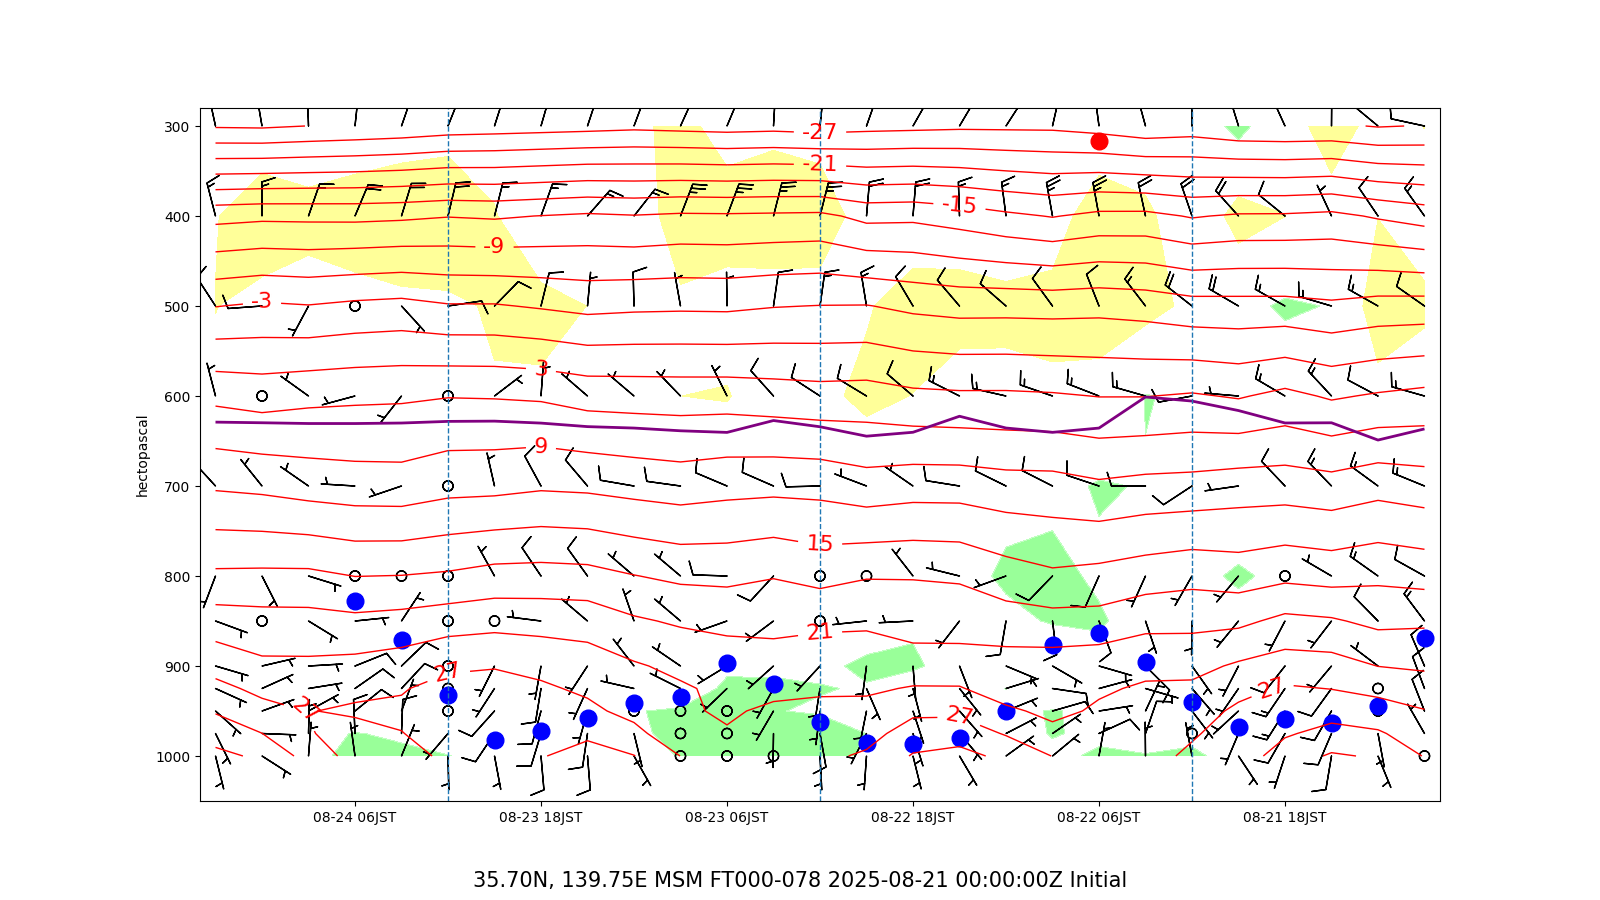 300
400
500
600
700
800
900
1000
hectopascal
-27
-21
-15
-9
-3
3
9
15
21
27
27
27
08-24 06JST
08-23 18JST
08-23 06JST
08-22 18JST
08-22 06JST
08-21 18JST
35.70N, 139.75E MSM FT000-078 2025-08-21 00:00:00Z Initial